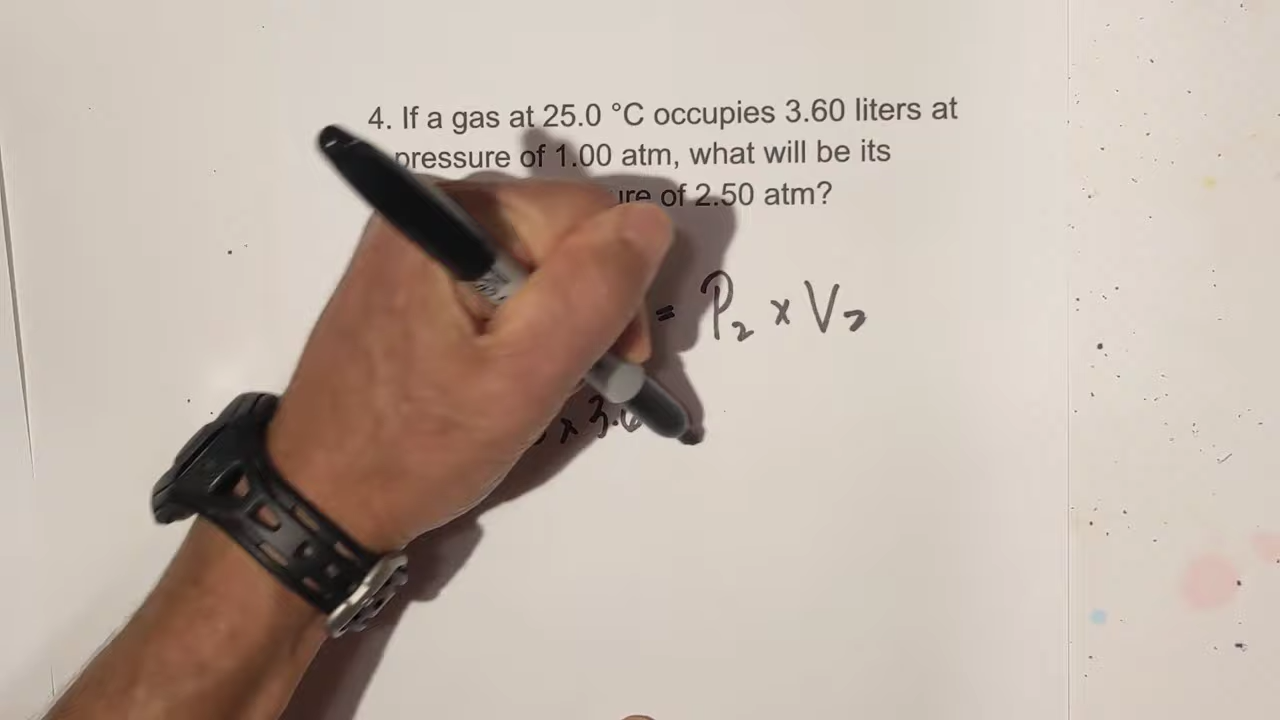 4. If a gas at 25.0 °C occupies 3.60 liters at
pressure of 1.00 atm, what will be its
of 2.50 atm?
= P₂ x V₂
x 3.6